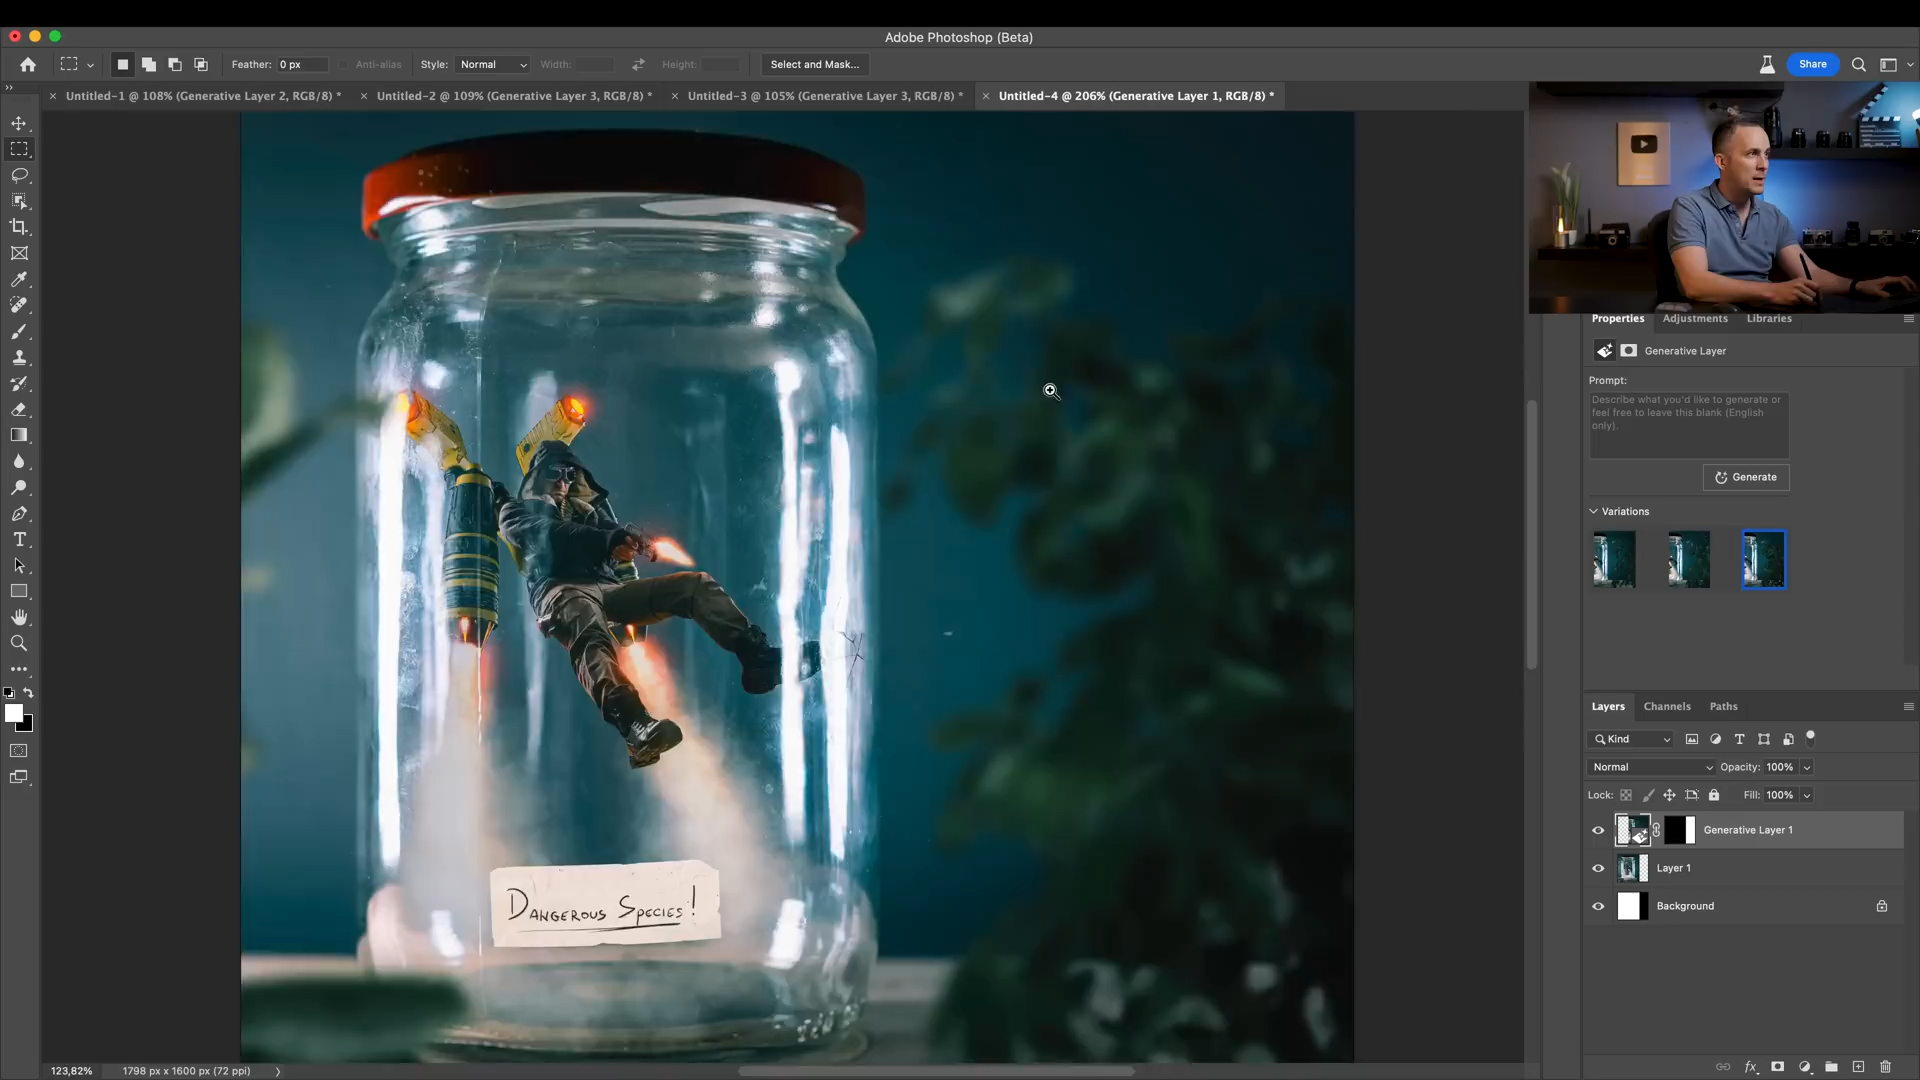 Adobe Photoshop (Beta)
Feather: 0 px Anti-alias Style: Normal Width: Height: Select and Mask... Share
Untitled-1 @ 108% (Generative Layer 2, RGB/8) * Untitled-2 @ 109% (Generative Layer 3, RGB/8) * Untitled-3 @ 105% (Generative Layer 3, RGB/8) * Untitled-4 @ 206% (Generative Layer 1, RGB/8) *
Dangerous Species!
Properties Adjustments Libraries
Generative Layer
Prompt:
Describe what you'd like to generate or
feel free to leave this blank (English
only).
Generate
Variations
Layers Channels Paths
Kind
Normal Opacity: 100%
Lock: Fill: 100%
Generative Layer 1
Layer 1
Background
fx
123,82% 1798 px x 1600 px (72 ppi)